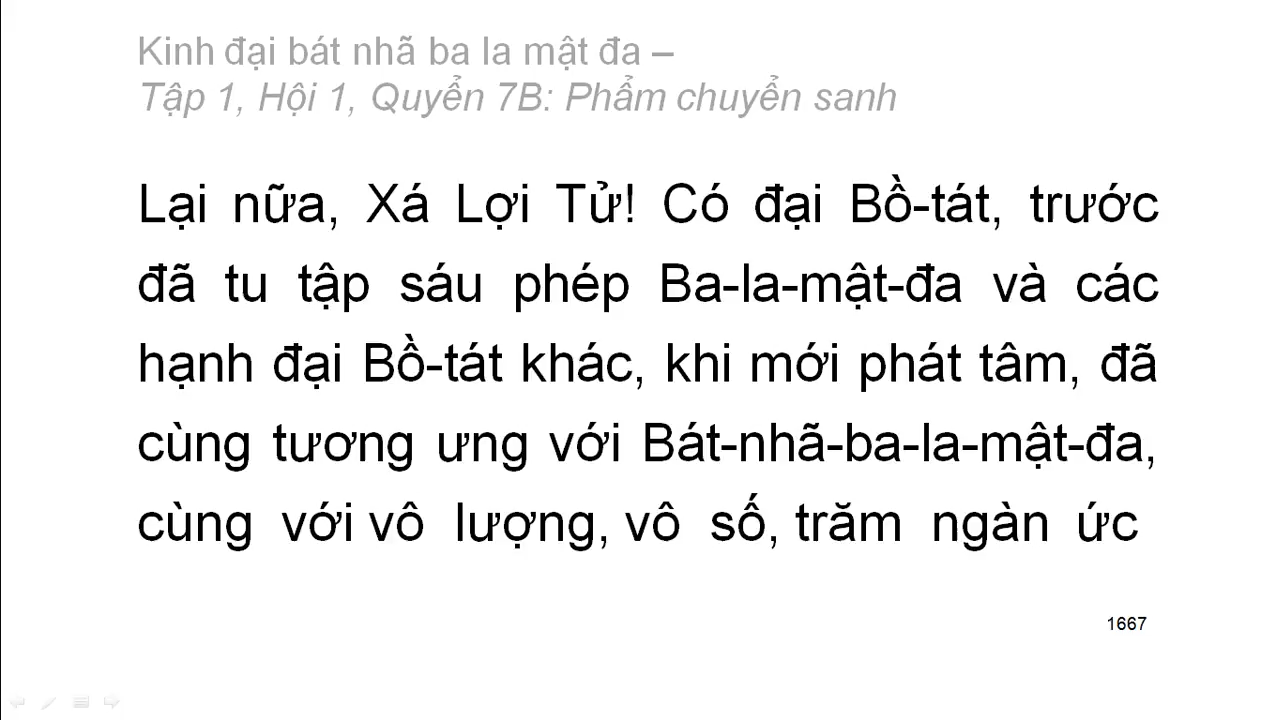 Kinh đại bát nhã ba la mật đa –
Tập 1, Hội 1, Quyển 7B: Phẩm chuyển sanh
Lại nữa, Xá Lợi Tử! Có đại Bồ-tát, trước
đã tu tập sáu phép Ba-la-mật-đa và các
hạnh đại Bồ-tát khác, khi mới phát tâm, đã
cùng tương ưng với Bát-nhã-ba-la-mật-đa,
cùng với vô lượng, vô số, trăm ngàn ức
1667